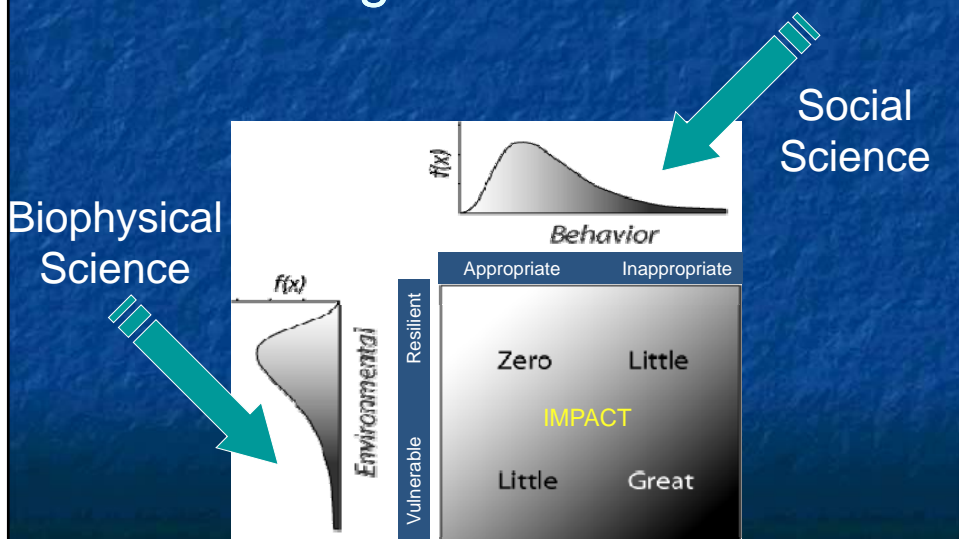 Social
Science
f(x)
Behavior
Biophysical
Science
Appropriate Inappropriate
f(x)
Environmental
Resilient
Vulnerable
Zero Little
IMPACT
Little Great